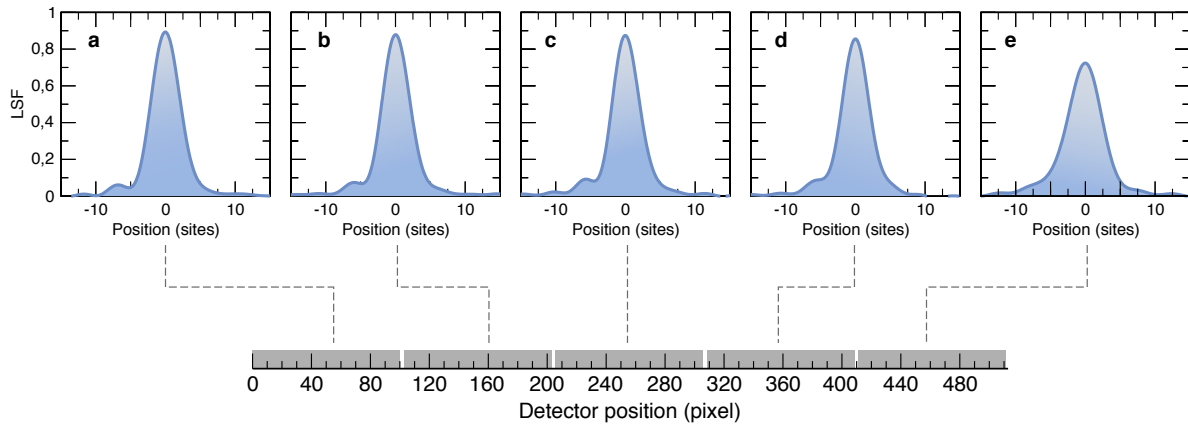 a b c d e
1
0,8
0,6
0,4
0,2
0
LSF
-10 0 10 -10 0 10 -10 0 10 -10 0 10 -10 0 10
Position (sites) Position (sites) Position (sites) Position (sites) Position (sites)
0 40 80 120 160 200 240 280 320 360 400 440 480
Detector position (pixel)